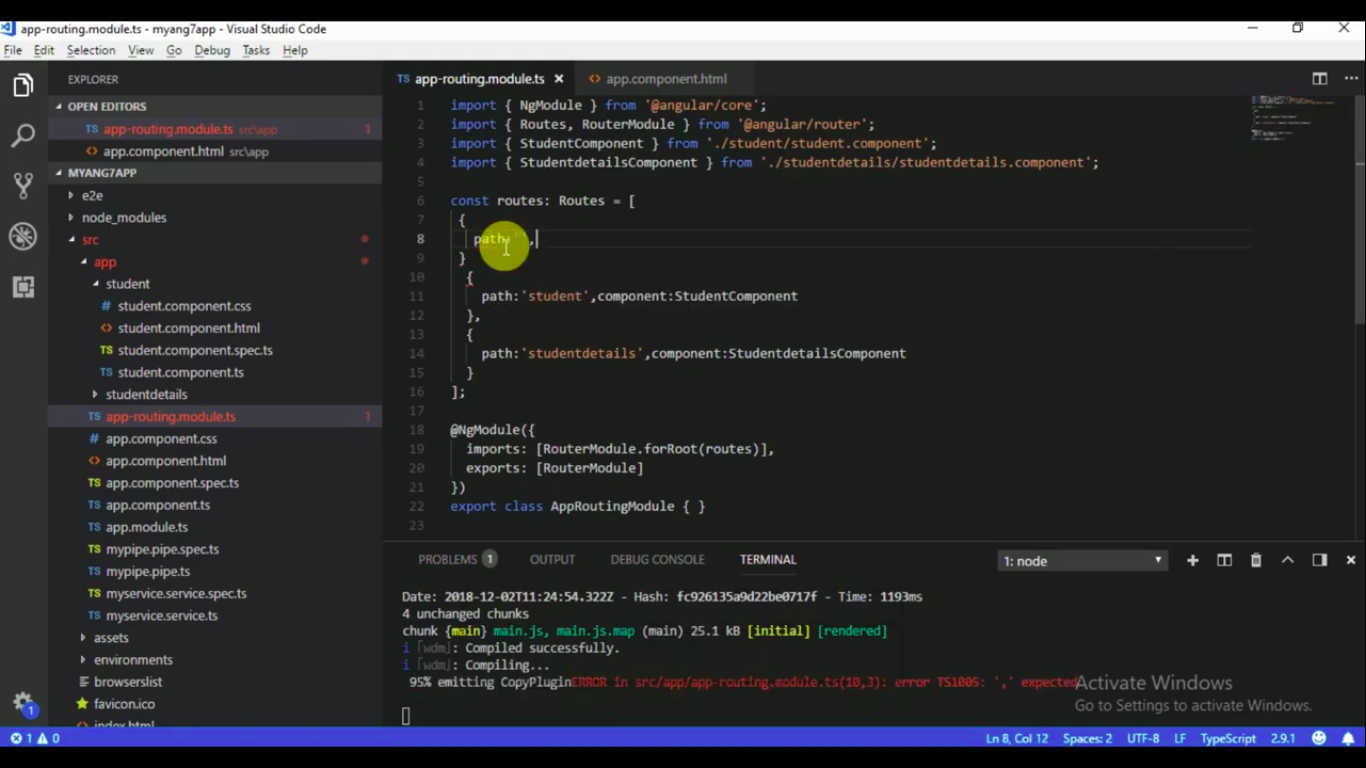 app-routing.module.ts - myang7app - Visual Studio Code
File Edit Selection View Go Debug Tasks Help
EXPLORER
OPEN EDITORS
TS app-routing.module.ts src\app 1
<> app.component.html src\app
MYANG7APP
e2e
node_modules
src
app
student
# student.component.css
<> student.component.html
TS student.component.spec.ts
TS student.component.ts
studentdetails
TS app-routing.module.ts 1
# app.component.css
<> app.component.html
TS app.component.spec.ts
TS app.component.ts
TS app.module.ts
TS mypipe.pipe.spec.ts
TS mypipe.pipe.ts
TS myservice.service.spec.ts
TS myservice.service.ts
assets
environments
browserslist
favicon.ico
index.html
1
TS app-routing.module.ts ×
<> app.component.html
1 import { NgModule } from '@angular/core';
2 import { Routes, RouterModule } from '@angular/router';
3 import { StudentComponent } from './student/student.component';
4 import { StudentdetailsComponent } from './studentdetails/studentdetails.component';
5
6 const routes: Routes = [
7 {
8 path:'',
9 }
10 {
11 path:'student',component:StudentComponent
12 },
13 {
14 path:'studentdetails',component:StudentdetailsComponent
15 }
16 ];
17
18 @NgModule({
19 imports: [RouterModule.forRoot(routes)],
20 exports: [RouterModule]
21 })
22 export class AppRoutingModule { }
23
PROBLEMS 1 OUTPUT DEBUG CONSOLE TERMINAL 1: node
Date: 2018-12-02T11:24:54.322Z - Hash: fc926135a9d22be0717f - Time: 1193ms
4 unchanged chunks
chunk {main} main.js, main.js.map (main) 25.1 kB [initial] [rendered]
i ｢wdm｣: Compiled successfully.
i ｢wdm｣: Compiling...
95% emitting CopyPluginERROR in src/app/app-routing.module.ts(10,3): error TS1005: ',' expected
Activate Windows
Go to Settings to activate Windows.
1 0 Ln 8, Col 12 Spaces: 2 UTF-8 LF TypeScript 2.9.1